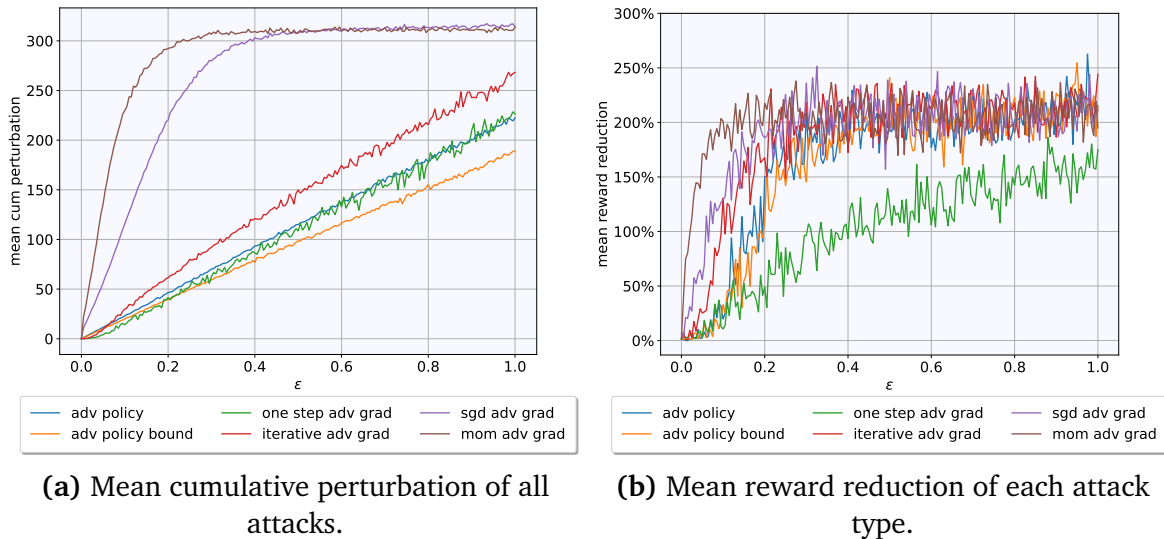 300
250
200
150
100
50
0
mean cum perturbation
0.0 0.2 0.4 0.6 0.8 1.0
ε
adv policy one step adv grad sgd adv grad
adv policy bound iterative adv grad mom adv grad
(a) Mean cumulative perturbation of all
attacks.
300%
250%
200%
150%
100%
50%
0%
mean reward reduction
0.0 0.2 0.4 0.6 0.8 1.0
ε
adv policy one step adv grad sgd adv grad
adv policy bound iterative adv grad mom adv grad
(b) Mean reward reduction of each attack
type.